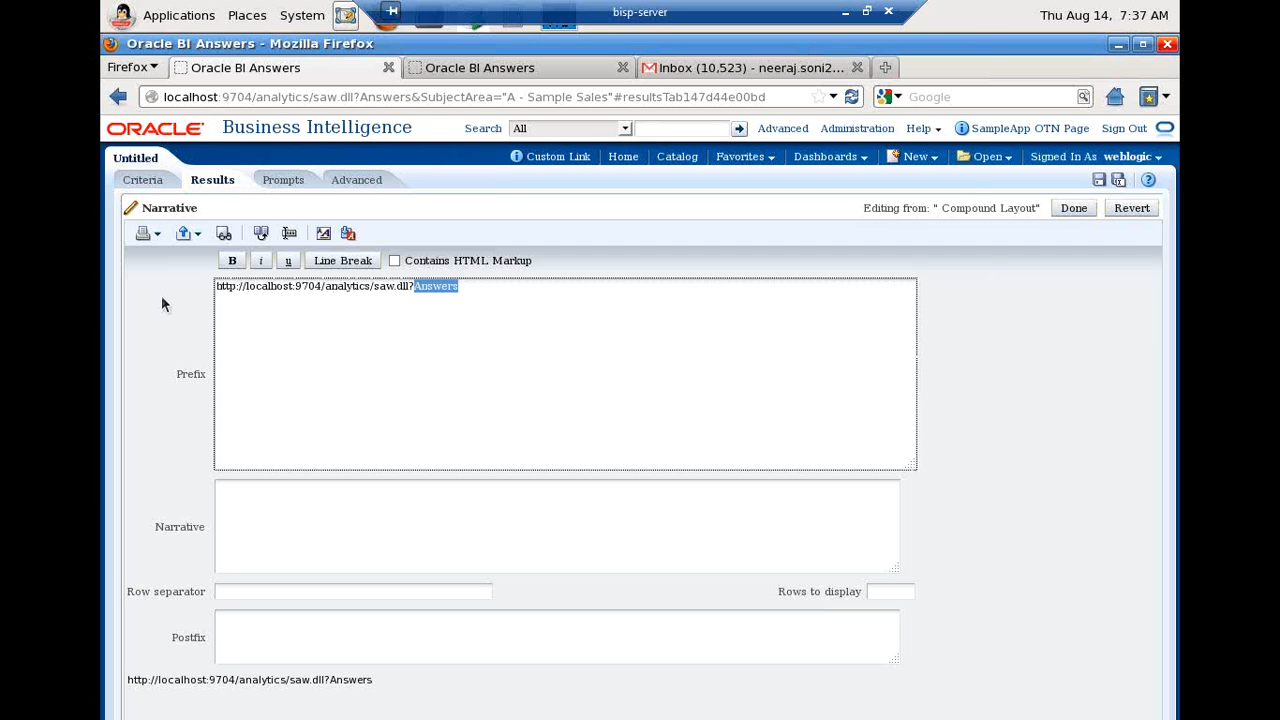 Applications Places System
bisp-server
Thu Aug 14, 7:37 AM
Oracle BI Answers - Mozilla Firefox
Firefox
Oracle BI Answers
Oracle BI Answers
Inbox (10,523) - neeraj.soni2...
localhost:9704/analytics/saw.dll?Answers&SubjectArea="A - Sample Sales"#resultsTab147d44e00bd
Google
ORACLE Business Intelligence
Search All
Advanced Administration Help SampleApp OTN Page Sign Out
Untitled
Custom Link Home Catalog Favorites Dashboards New Open Signed In As weblogic
Criteria Results Prompts Advanced
Narrative
Editing from: " Compound Layout" Done Revert
B i u Line Break Contains HTML Markup
http://localhost:9704/analytics/saw.dll?Answers
Prefix
Narrative
Row separator Rows to display
Postfix
http://localhost:9704/analytics/saw.dll?Answers